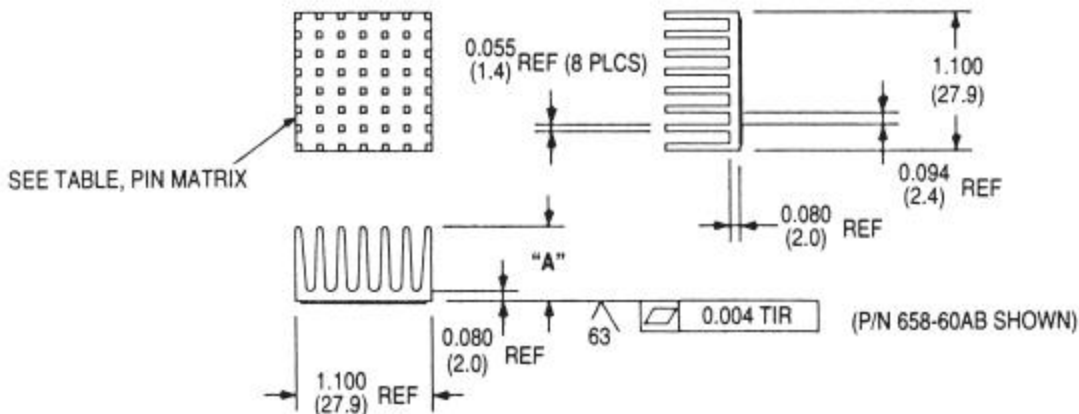 0.055
(1.4) REF (8 PLCS)
1.100
(27.9)
SEE TABLE, PIN MATRIX
0.094
(2.4) REF
0.080
(2.0) REF
"A"
0.004 TIR
(P/N 658-60AB SHOWN)
63
0.080
(2.0) REF
1.100
(27.9) REF